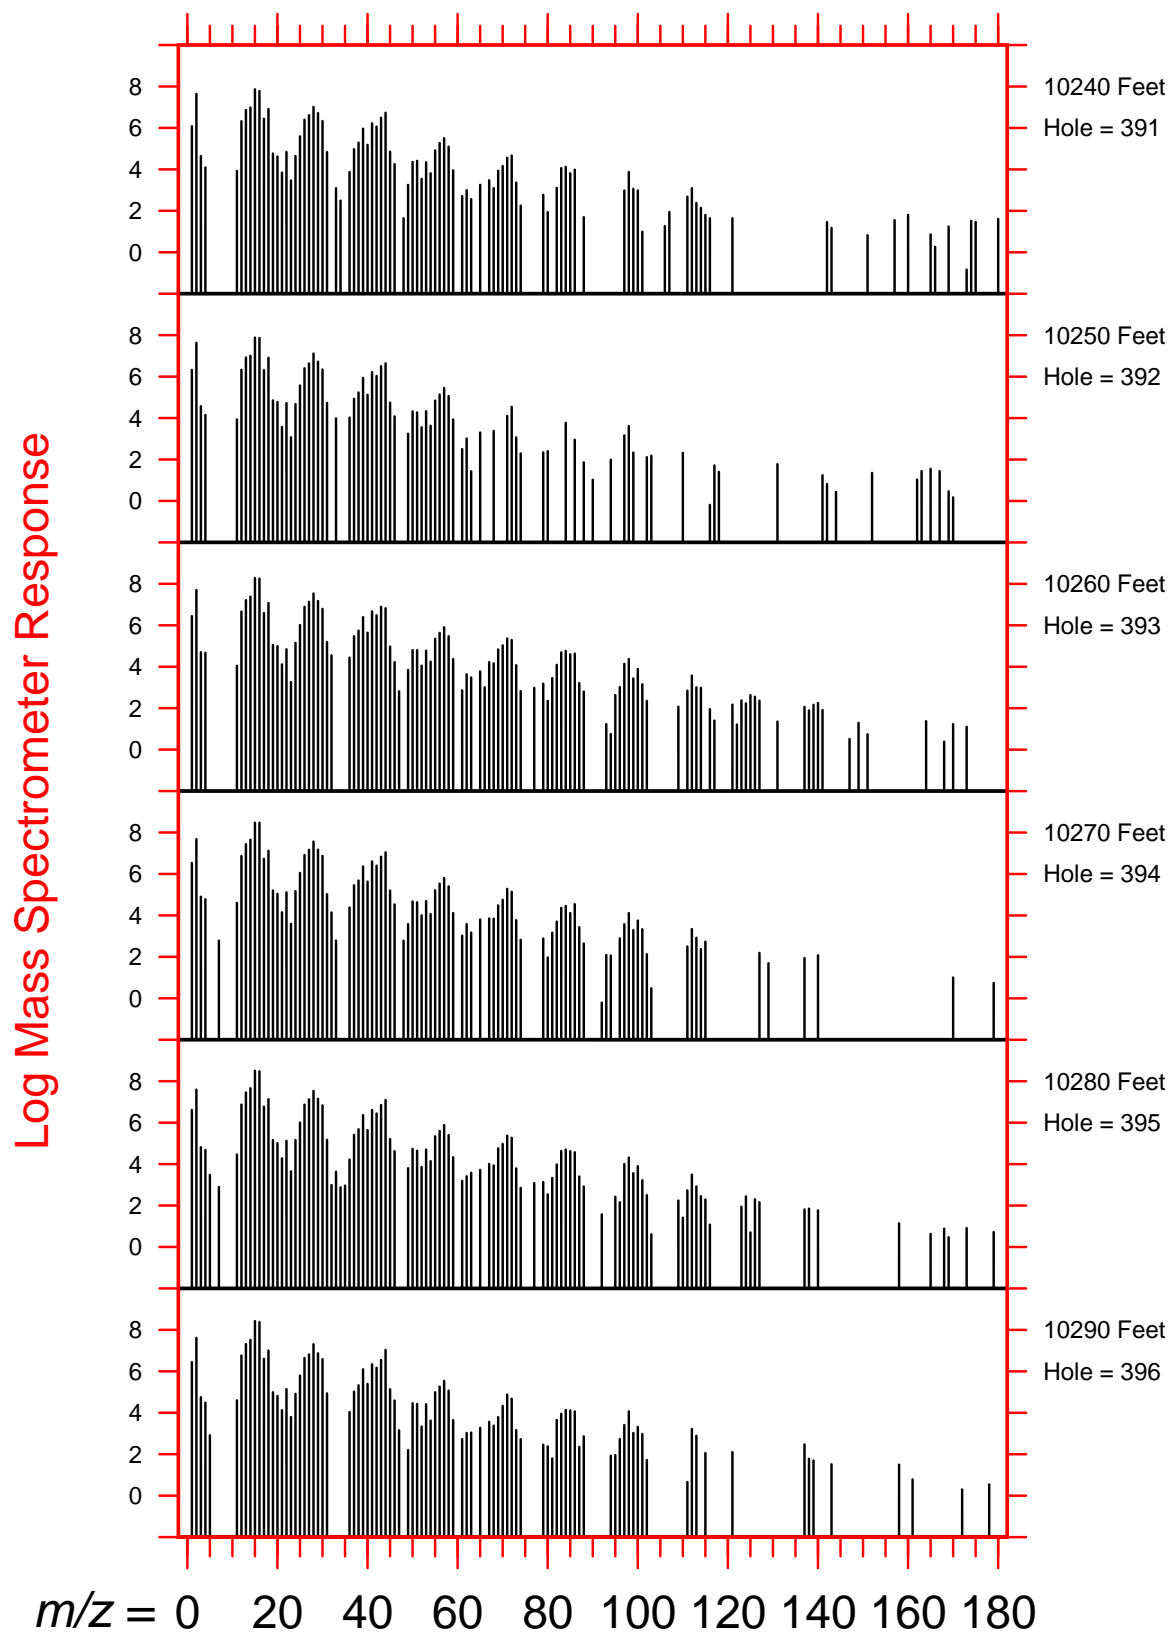 Log Mass Spectrometer Response
8
6
4
2
0
10240 Feet
Hole = 391
8
6
4
2
0
10250 Feet
Hole = 392
8
6
4
2
0
10260 Feet
Hole = 393
8
6
4
2
0
10270 Feet
Hole = 394
8
6
4
2
0
10280 Feet
Hole = 395
8
6
4
2
0
10290 Feet
Hole = 396
m/z = 0 20 40 60 80 100 120 140 160 180